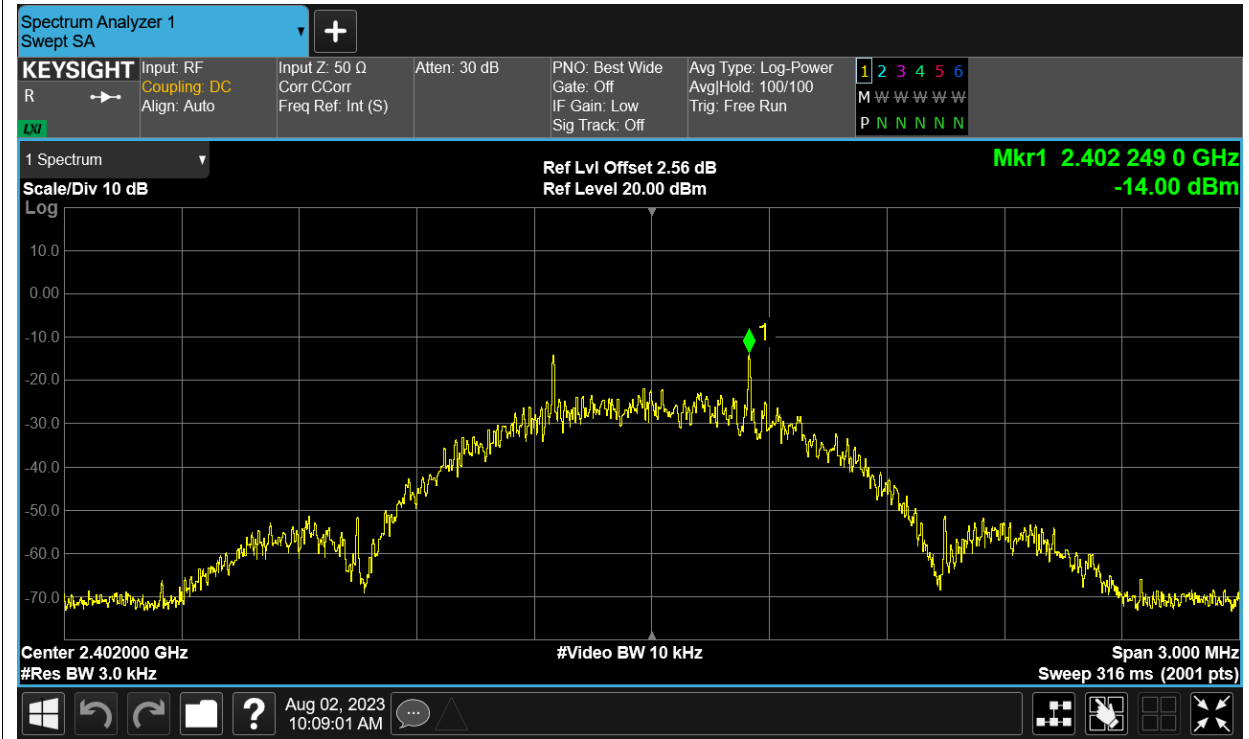 Spectrum Analyzer 1
Swept SA
+
KEYSIGHT Input: RF Input Z: 50 Ω Atten: 30 dB PNO: Best Wide Avg Type: Log-Power 1 2 3 4 5 6
R Coupling: DC Corr CCorr Gate: Off Avg|Hold: 100/100 M W W W W W
Align: Auto Freq Ref: Int (S) IF Gain: Low Trig: Free Run
LXI Sig Track: Off P N N N N N
1 Spectrum
Scale/Div 10 dB
Ref Lvl Offset 2.56 dB
Ref Level 20.00 dBm
Mkr1 2.402 249 0 GHz
-14.00 dBm
Log
10.0
0.00
-10.0
1
-20.0
-30.0
-40.0
-50.0
-60.0
-70.0
Center 2.402000 GHz #Video BW 10 kHz Span 3.000 MHz
#Res BW 3.0 kHz Sweep 316 ms (2001 pts)
? Aug 02, 2023
10:09:01 AM